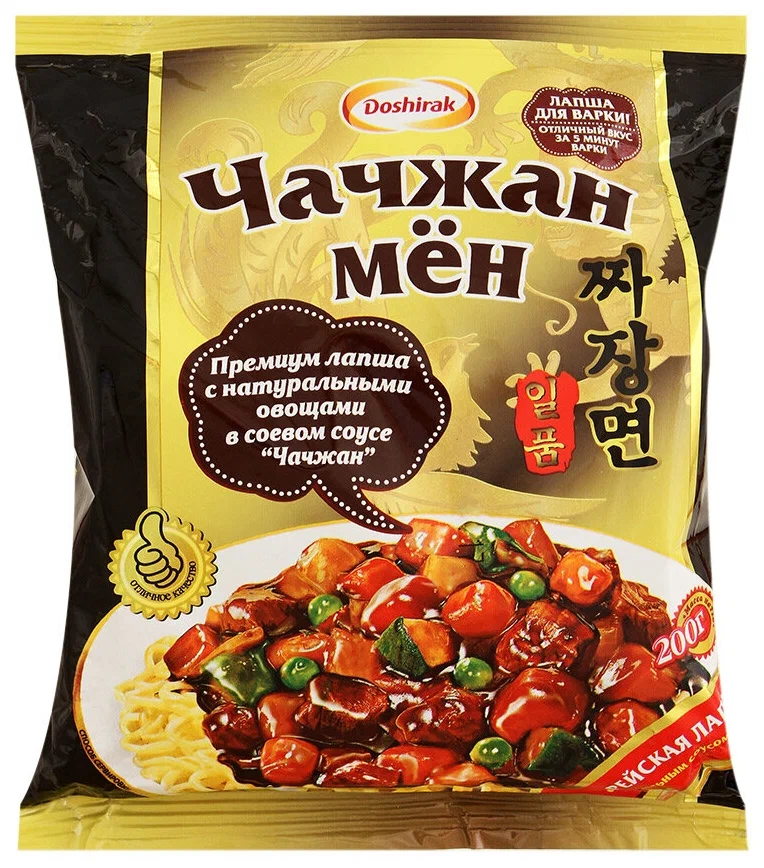 Doshirak
ЛАПША
ДЛЯ ВАРКИ!
ОТЛИЧНЫЙ ВКУС
ЗА 5 МИНУТ
ВАРКИ
Чачжан
мён
짜장면
일품
Премиум лапша
с натуральными
овощами
в соевом соусе
“Чачжан”
ОТЛИЧНОЕ КАЧЕСТВО
200г